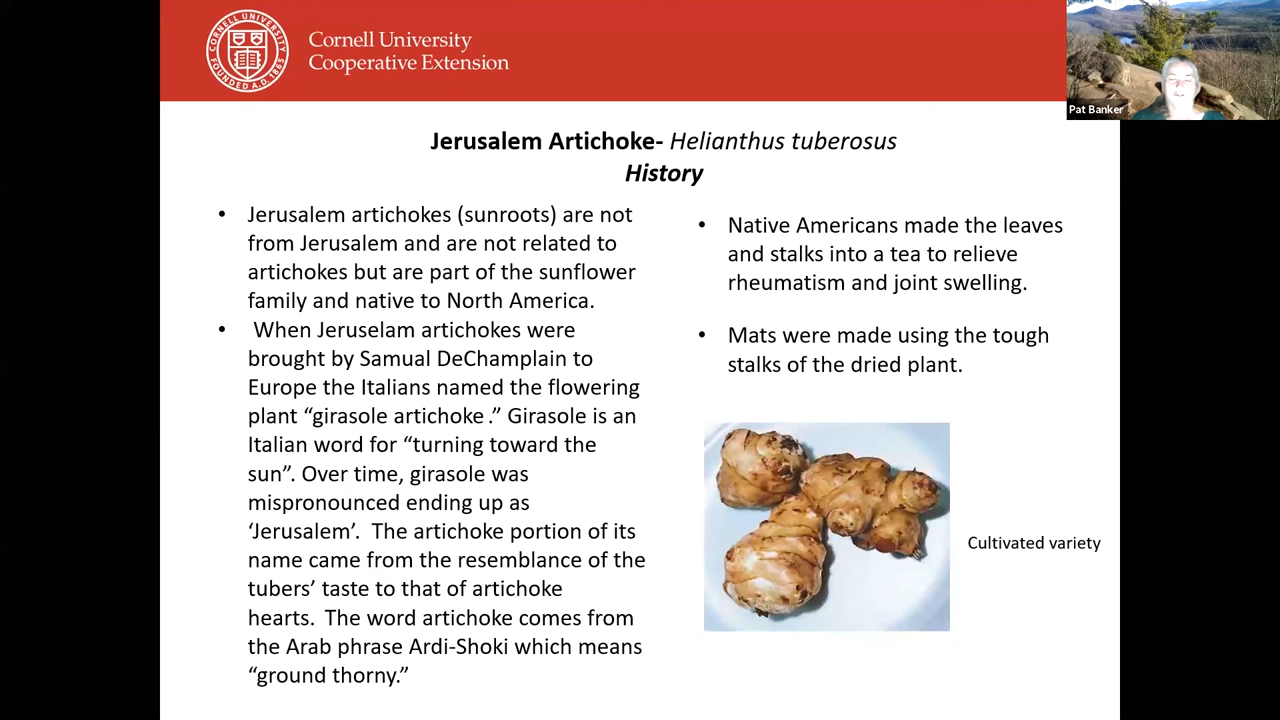 CORNELL UNIVERSITY
FOUNDED A.D. 1865
Cornell University
Cooperative Extension
Pat Banker
Jerusalem Artichoke- Helianthus tuberosus
History
• Jerusalem artichokes (sunroots) are not
from Jerusalem and are not related to
artichokes but are part of the sunflower
family and native to North America.
• When Jeruselam artichokes were
brought by Samual DeChamplain to
Europe the Italians named the flowering
plant “girasole artichoke.” Girasole is an
Italian word for “turning toward the
sun”. Over time, girasole was
mispronounced ending up as
‘Jerusalem’. The artichoke portion of its
name came from the resemblance of the
tubers’ taste to that of artichoke
hearts. The word artichoke comes from
the Arab phrase Ardi-Shoki which means
“ground thorny.”
• Native Americans made the leaves
and stalks into a tea to relieve
rheumatism and joint swelling.
• Mats were made using the tough
stalks of the dried plant.
Cultivated variety